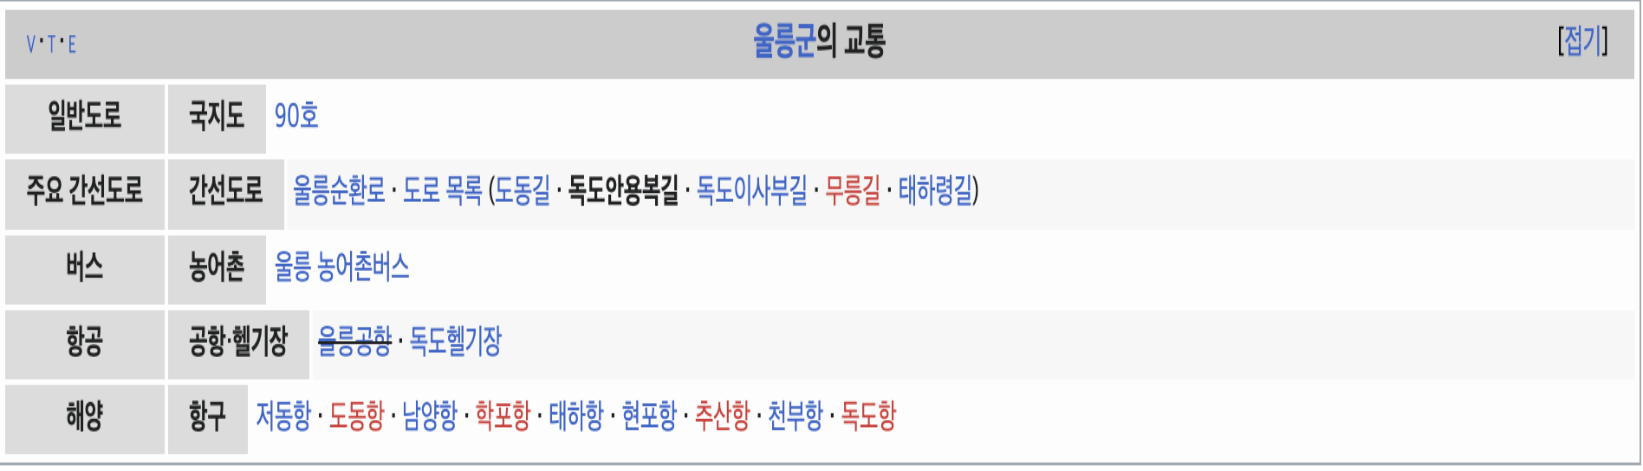 V · T · E 울릉군의 교통 [접기]
일반도로 국지도 90호
주요 간선도로 간선도로 울릉순환로 · 도로 목록 (도동길 · 독도안용복길 · 독도이사부길 · 무릉길 · 태하령길)
버스 농어촌 울릉 농어촌버스
항공 공항·헬기장 울릉공항 · 독도헬기장
해양 항구 저동항 · 도동항 · 남양항 · 학포항 · 태하항 · 현포항 · 추산항 · 천부항 · 독도항